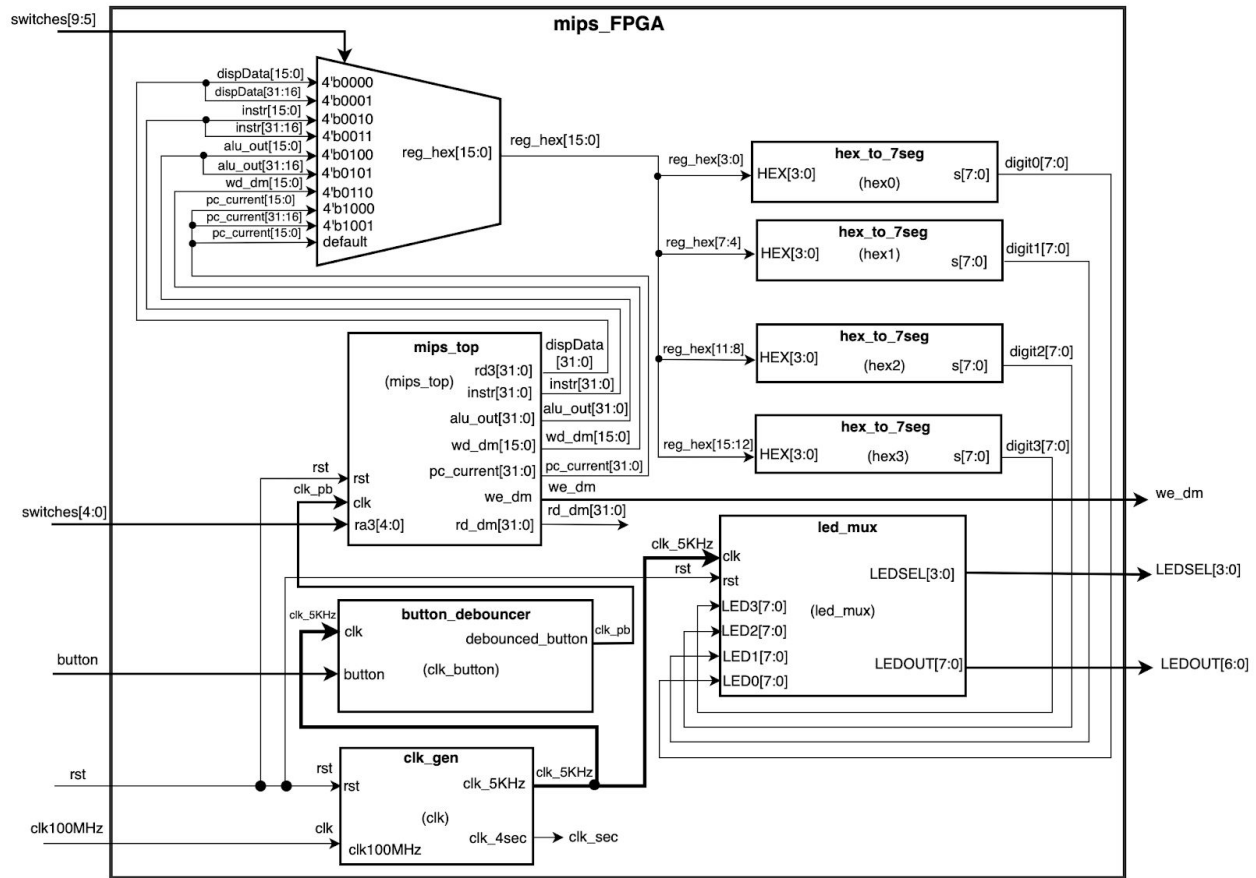 mips_FPGA
switches[9:5]
dispData[15:0]
4'b0000
dispData[31:16]
4'b0001
instr[15:0]
4'b0010
instr[31:16]
4'b0011
alu_out[15:0]
4'b0100
alu_out[31:16]
4'b0101
wd_dm[15:0]
4'b0110
pc_current[15:0]
4'b1000
pc_current[31:16]
4'b1001
pc_current[15:0]
default
reg_hex[15:0]
reg_hex[15:0]
reg_hex[3:0]
hex_to_7seg
HEX[3:0]
(hex0)
s[7:0]
digit0[7:0]
reg_hex[7:4]
hex_to_7seg
HEX[3:0]
(hex1)
s[7:0]
digit1[7:0]
reg_hex[11:8]
hex_to_7seg
HEX[3:0]
(hex2)
s[7:0]
digit2[7:0]
reg_hex[15:12]
hex_to_7seg
HEX[3:0]
(hex3)
s[7:0]
digit3[7:0]
mips_top
(mips_top)
rd3[31:0]
dispData
[31:0]
instr[31:0]
instr[31:0]
alu_out[31:0]
alu_out[31:0]
wd_dm[15:0]
wd_dm[15:0]
pc_current[31:0]
pc_current[31:0]
we_dm
we_dm
we_dm
rd_dm[31:0]
rd_dm[31:0]
rst
rst
clk_pb
clk
switches[4:0]
ra3[4:0]
led_mux
clk_5KHz
clk
rst
rst
LED3[7:0]
LED2[7:0]
LED1[7:0]
LED0[7:0]
(led_mux)
LEDSEL[3:0]
LEDSEL[3:0]
LEDOUT[7:0]
LEDOUT[6:0]
button_debouncer
clk_5KHz
clk
debounced_button
clk_pb
button
button
(clk_button)
clk_gen
rst
rst
rst
clk_5KHz
clk_5KHz
(clk)
clk100MHz
clk
clk100MHz
clk_4sec
clk_sec